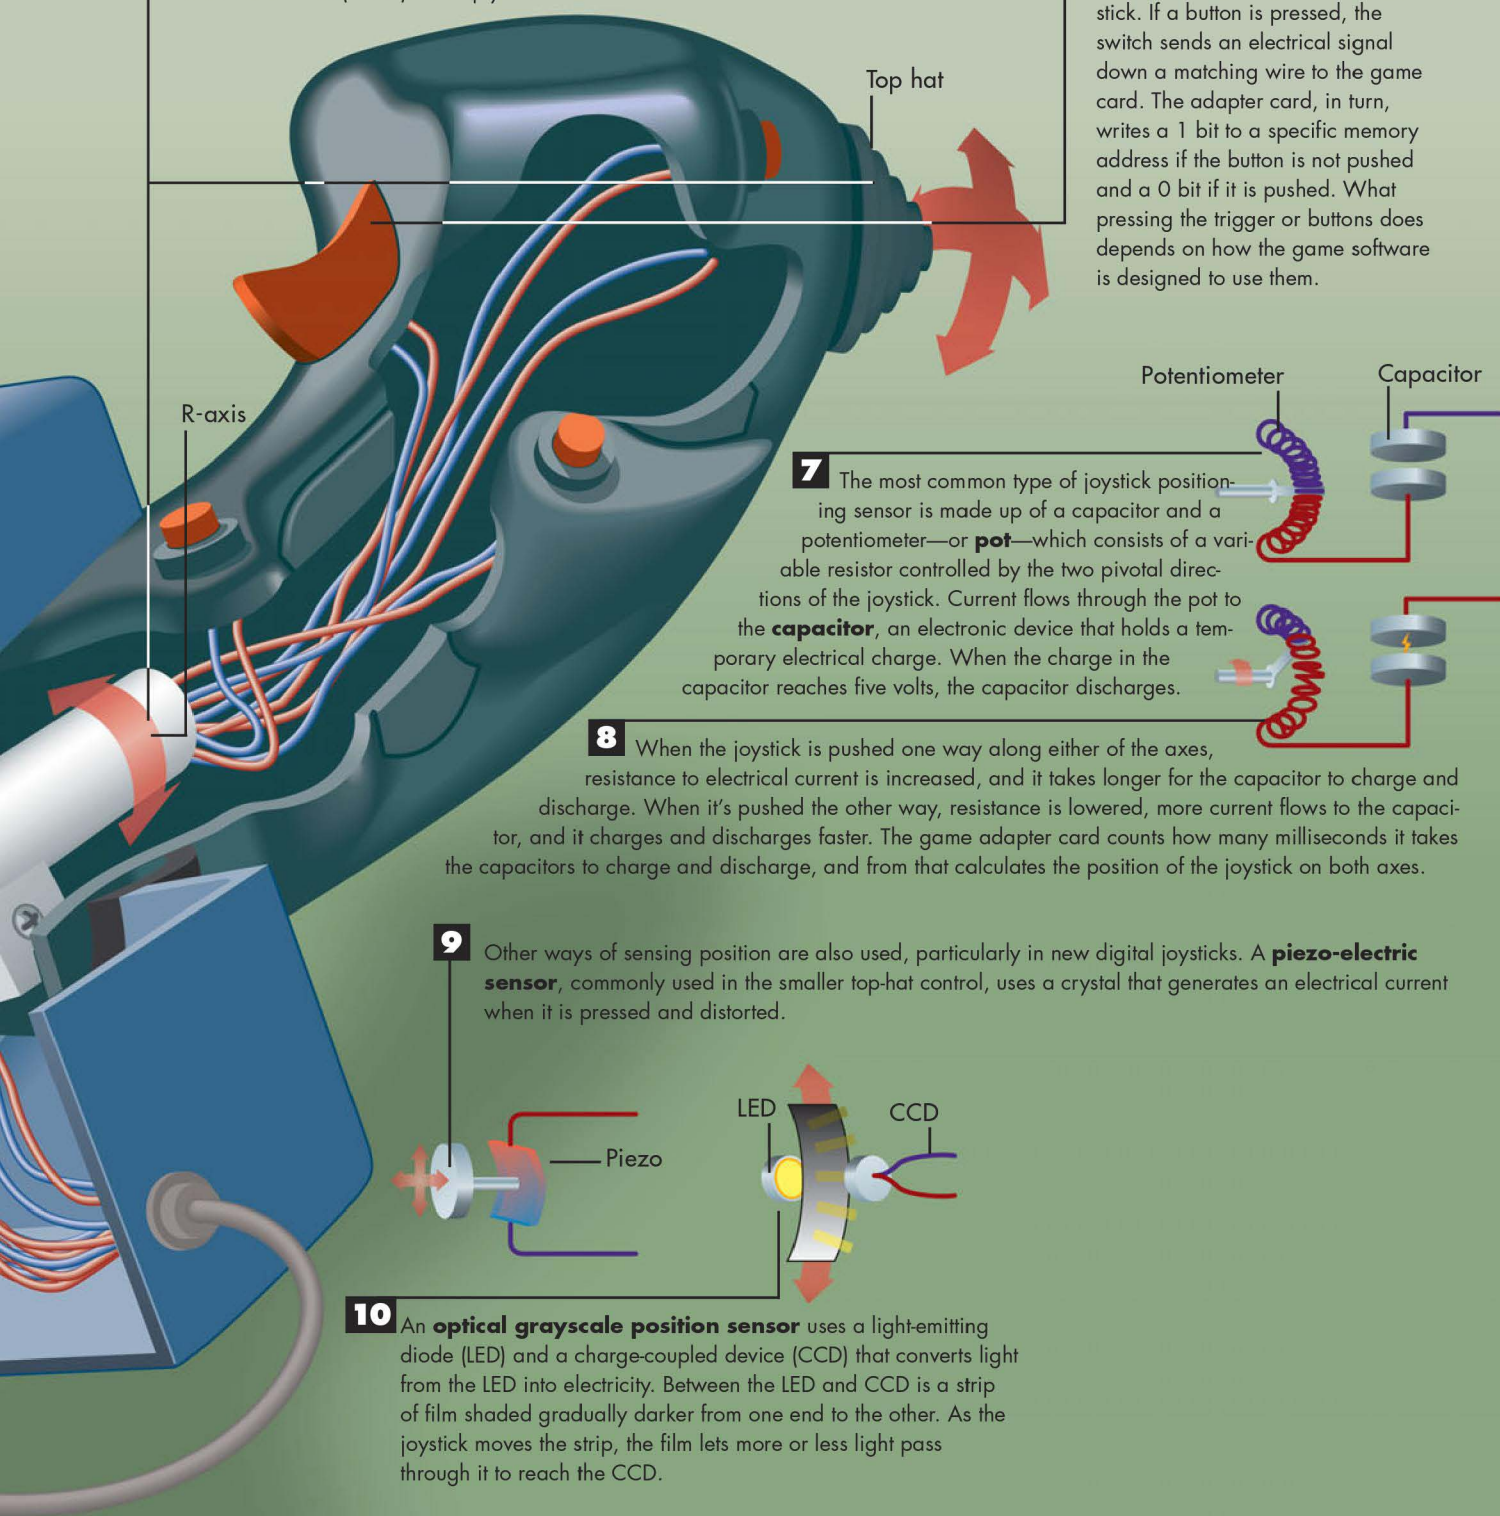 stick. If a button is pressed, the
switch sends an electrical signal
down a matching wire to the game
card. The adapter card, in turn,
writes a 1 bit to a specific memory
address if the button is not pushed
and a 0 bit if it is pushed. What
pressing the trigger or buttons does
depends on how the game software
is designed to use them.
Top hat
R-axis
Potentiometer
Capacitor
7 The most common type of joystick position-
ing sensor is made up of a capacitor and a
potentiometer—or pot—which consists of a vari-
able resistor controlled by the two pivotal direc-
tions of the joystick. Current flows through the pot to
the capacitor, an electronic device that holds a tem-
porary electrical charge. When the charge in the
capacitor reaches five volts, the capacitor discharges.
8 When the joystick is pushed one way along either of the axes,
resistance to electrical current is increased, and it takes longer for the capacitor to charge and
discharge. When it’s pushed the other way, resistance is lowered, more current flows to the capaci-
tor, and it charges and discharges faster. The game adapter card counts how many milliseconds it takes
the capacitors to charge and discharge, and from that calculates the position of the joystick on both axes.
9 Other ways of sensing position are also used, particularly in new digital joysticks. A piezo-electric
sensor, commonly used in the smaller top-hat control, uses a crystal that generates an electrical current
when it is pressed and distorted.
Piezo
LED
CCD
10 An optical grayscale position sensor uses a light-emitting
diode (LED) and a charge-coupled device (CCD) that converts light
from the LED into electricity. Between the LED and CCD is a strip
of film shaded gradually darker from one end to the other. As the
joystick moves the strip, the film lets more or less light pass
through it to reach the CCD.